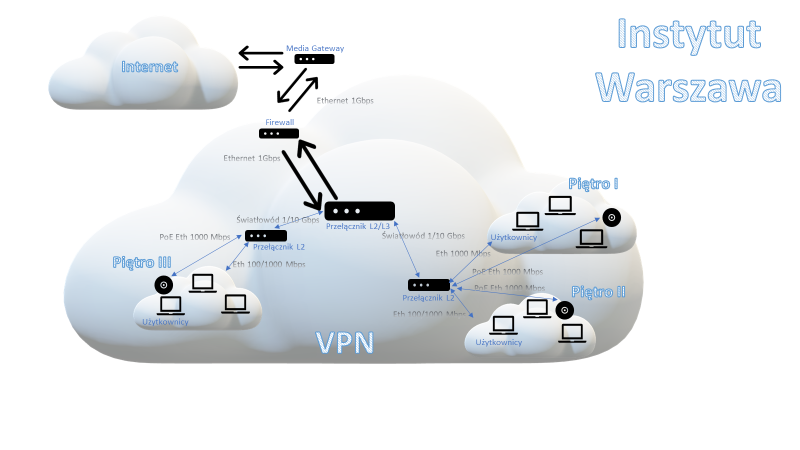 Instytut
Warszawa
Internet
Media Gateway
Ethernet 1Gbps
Firewall
Ethernet 1Gbps
Piętro I
Światłowód 1/10 Gbps
Przełącznik L2/L3
PoE Eth 1000 Mbps
Światłowód 1/10 Gbps
Użytkownicy
Przełącznik L2
Eth 1000 Mbps
Piętro III
Eth 100/1000 Mbps
PoE Eth 1000 Mbps
PoE Eth 1000 Mbps
Piętro II
Przełącznik L2
Eth 100/1000 Mbps
Użytkownicy
VPN
Użytkownicy